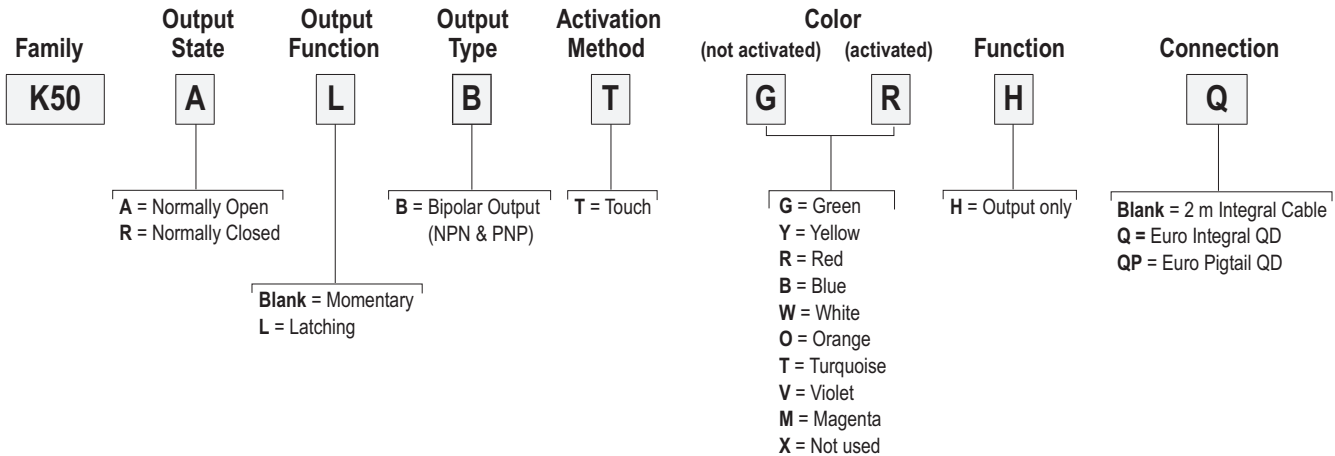 Family
Output State
Output Function
Output Type
Activation Method
Color
(not activated)
(activated)
Function
Connection
K50
A
L
B
T
G
R
H
Q
A = Normally Open
R = Normally Closed
Blank = Momentary
L = Latching
B = Bipolar Output
(NPN & PNP)
T = Touch
G = Green
Y = Yellow
R = Red
B = Blue
W = White
O = Orange
T = Turquoise
V = Violet
M = Magenta
X = Not used
H = Output only
Blank = 2 m Integral Cable
Q = Euro Integral QD
QP = Euro Pigtail QD